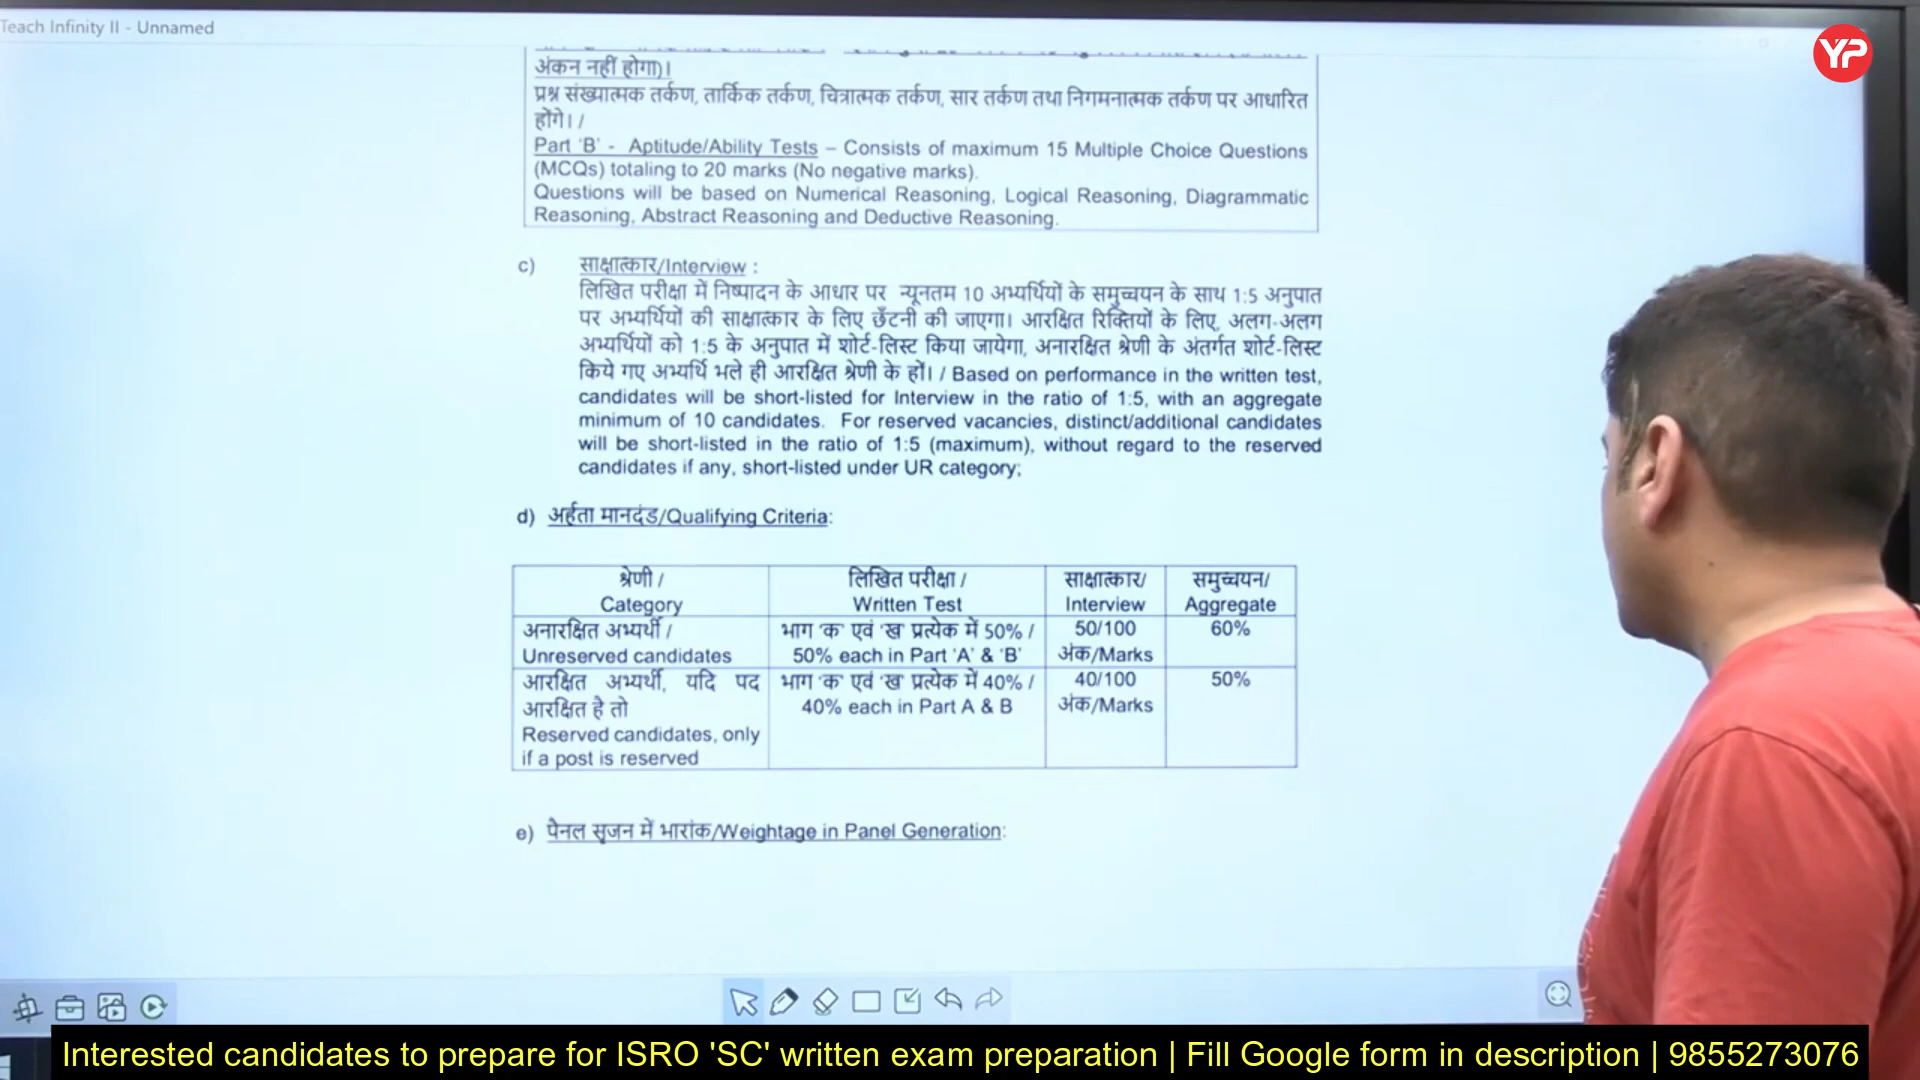 Teach Infinity II - Unnamed
YP
अंकन नहीं होगा)।
प्रश्न संख्यात्मक तर्कण, तार्किक तर्कण, चित्रात्मक तर्कण, सार तर्कण तथा निगमनात्मक तर्कण पर आधारित
होंगे। /
Part 'B' - Aptitude/Ability Tests – Consists of maximum 15 Multiple Choice Questions
(MCQs) totaling to 20 marks (No negative marks).
Questions will be based on Numerical Reasoning, Logical Reasoning, Diagrammatic
Reasoning, Abstract Reasoning and Deductive Reasoning.
c) साक्षात्कार/Interview :
लिखित परीक्षा में निष्पादन के आधार पर न्यूनतम 10 अभ्यर्थियों के समुच्चयन के साथ 1:5 अनुपात
पर अभ्यर्थियों की साक्षात्कार के लिए छँटनी की जाएगा। आरक्षित रिक्तियों के लिए, अलग-अलग
अभ्यर्थियों को 1:5 के अनुपात में शोर्ट-लिस्ट किया जायेगा, अनारक्षित श्रेणी के अंतर्गत शोर्ट-लिस्ट
किये गए अभ्यर्थि भले ही आरक्षित श्रेणी के हों। / Based on performance in the written test,
candidates will be short-listed for Interview in the ratio of 1:5, with an aggregate
minimum of 10 candidates. For reserved vacancies, distinct/additional candidates
will be short-listed in the ratio of 1:5 (maximum), without regard to the reserved
candidates if any, short-listed under UR category;
d) अर्हता मानदंड/Qualifying Criteria:
श्रेणी / लिखित परीक्षा / साक्षात्कार/ समुच्चयन/
Category Written Test Interview Aggregate
अनारक्षित अभ्यर्थी / भाग 'क' एवं 'ख' प्रत्येक में 50% / 50/100 60%
Unreserved candidates 50% each in Part 'A' & 'B' अंक/Marks
आरक्षित अभ्यर्थी, यदि पद भाग 'क' एवं 'ख' प्रत्येक में 40% / 40/100 50%
आरक्षित है तो 40% each in Part A & B अंक/Marks
Reserved candidates, only
if a post is reserved
e) पैनल सृजन में भारांक/Weightage in Panel Generation:
Interested candidates to prepare for ISRO 'SC' written exam preparation | Fill Google form in description | 9855273076